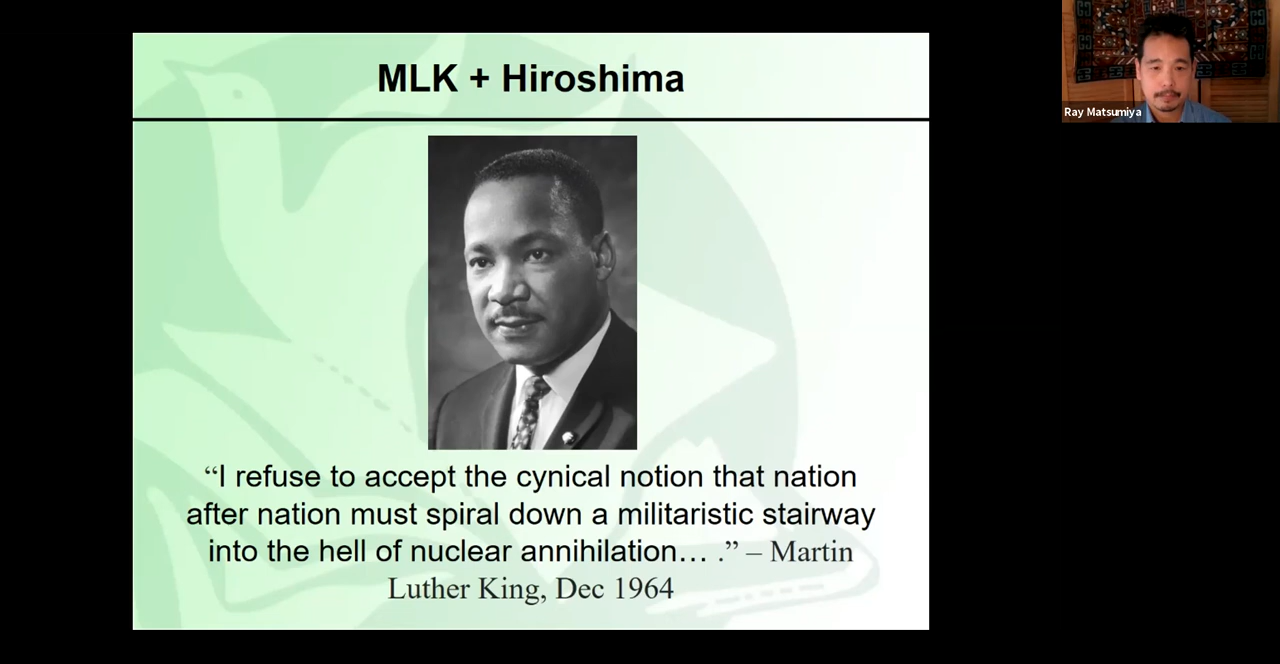 MLK + Hiroshima
“I refuse to accept the cynical notion that nation
after nation must spiral down a militaristic stairway
into the hell of nuclear annihilation… .” – Martin
Luther King, Dec 1964
Ray Matsumiya